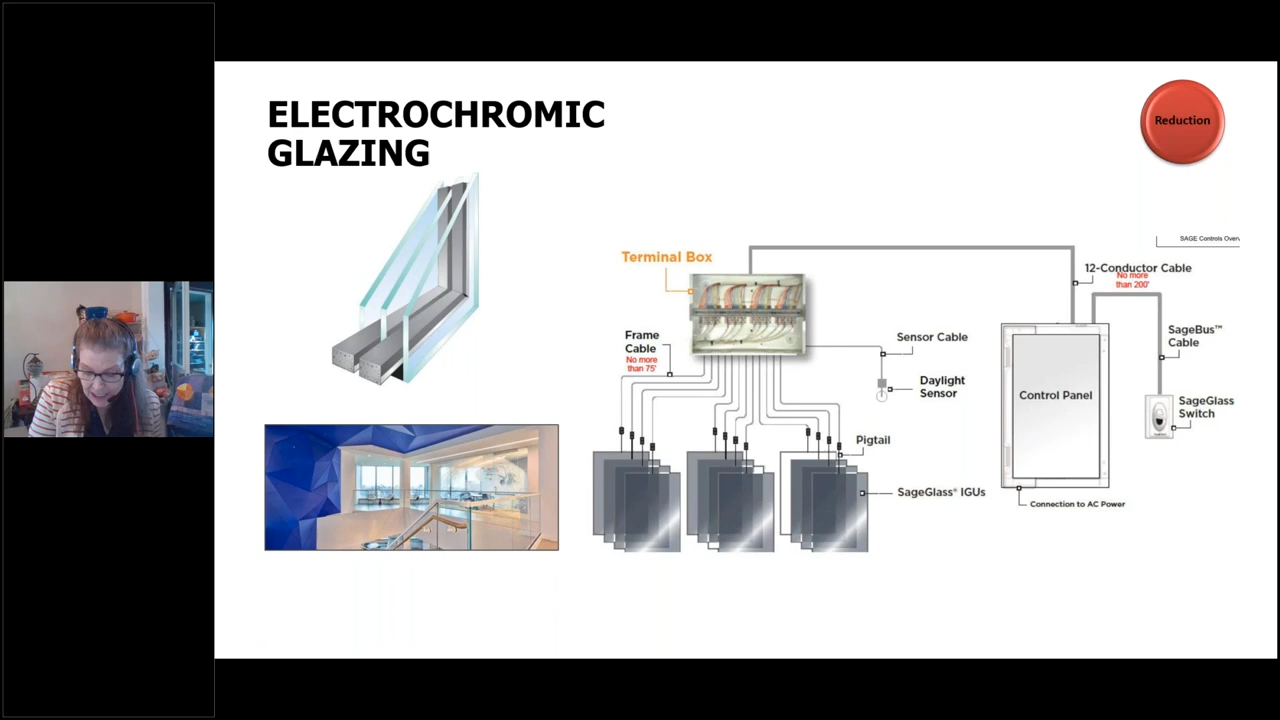 ELECTROCHROMIC
GLAZING
Reduction
SAGE Controls Overv
Terminal Box
12-Conductor Cable
No more
than 200'
Frame
Cable
No more
than 75'
Sensor Cable
SageBus™
Cable
Daylight
Sensor
Control Panel
SageGlass
Switch
Pigtail
SageGlass® IGUs
Connection to AC Power